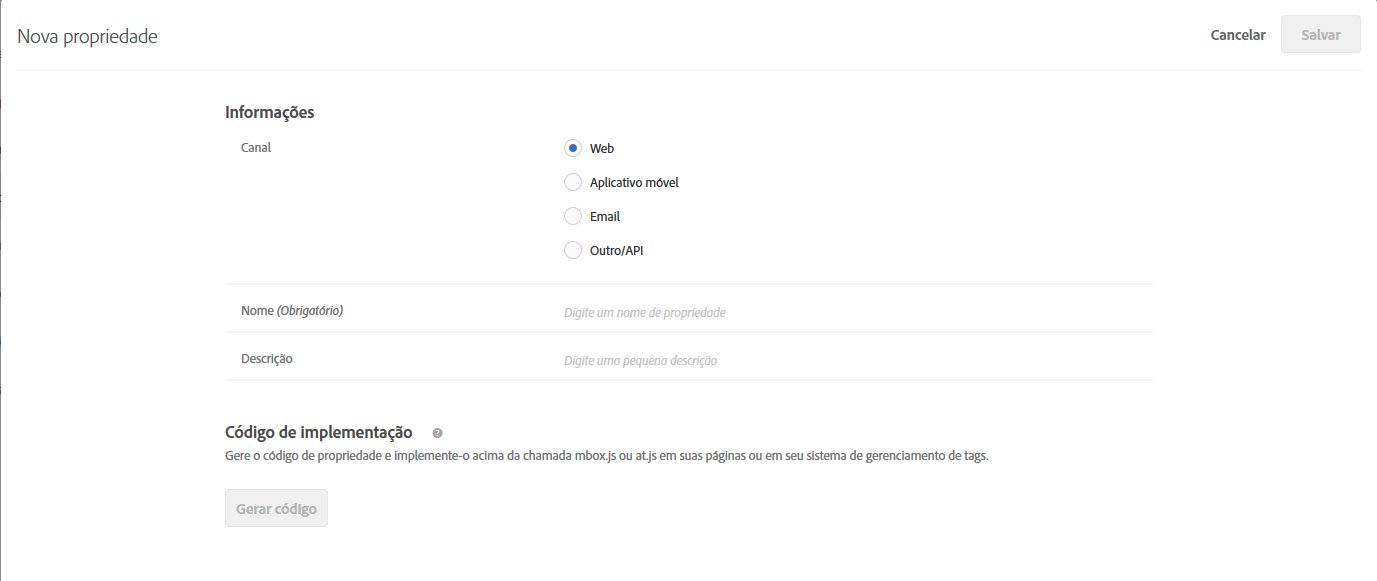 Nova propriedade
Cancelar
Salvar
Informações
Canal
Web
Aplicativo móvel
Email
Outro/API
Nome (Obrigatório)
Digite um nome de propriedade
Descrição
Digite uma pequena descrição
Código de implementação
Gere o código de propriedade e implemente-o acima da chamada mbox.js ou at.js em suas páginas ou em seu sistema de gerenciamento de tags.
Gerar código